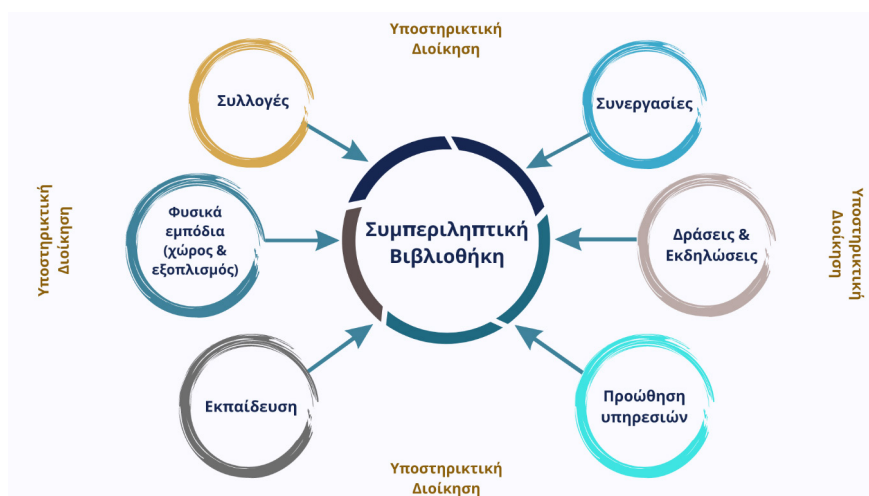 Υποστηρικτική
Διοίκηση
Συλλογές
Συνεργασίες
Υποστηρικτική
Διοίκηση
Φυσικά
εμπόδια
(χώρος &
εξοπλισμός)
Συμπεριληπτική
Βιβλιοθήκη
Δράσεις &
Εκδηλώσεις
Υποστηρικτική
Διοίκηση
Εκπαίδευση
Προώθηση
υπηρεσιών
Υποστηρικτική
Διοίκηση